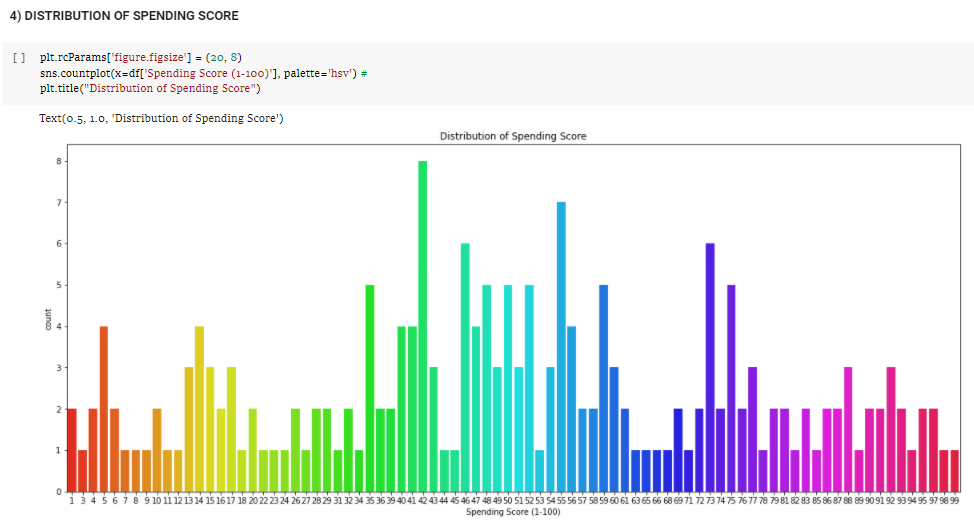 4) DISTRIBUTION OF SPENDING SCORE
[ ] plt.rcParams['figure.figsize'] = (20, 8)
sns.countplot(x=df['Spending Score (1-100)'], palette='hsv') #
plt.title("Distribution of Spending Score")
Text(0.5, 1.0, 'Distribution of Spending Score')
Distribution of Spending Score
8
7
6
5
4
3
2
1
0
count
1 3 4 5 6 7 8 9 10 11 12 13 14 15 16 17 18 20 22 23 24 26 27 28 29 31 32 34 35 36 39 40 41 42 43 44 45 46 47 48 49 50 51 52 53 54 55 56 57 58 59 60 61 63 65 66 68 69 71 72 73 74 75 76 77 78 79 81 82 83 85 86 87 88 89 90 91 92 93 94 95 97 98 99
Spending Score (1-100)